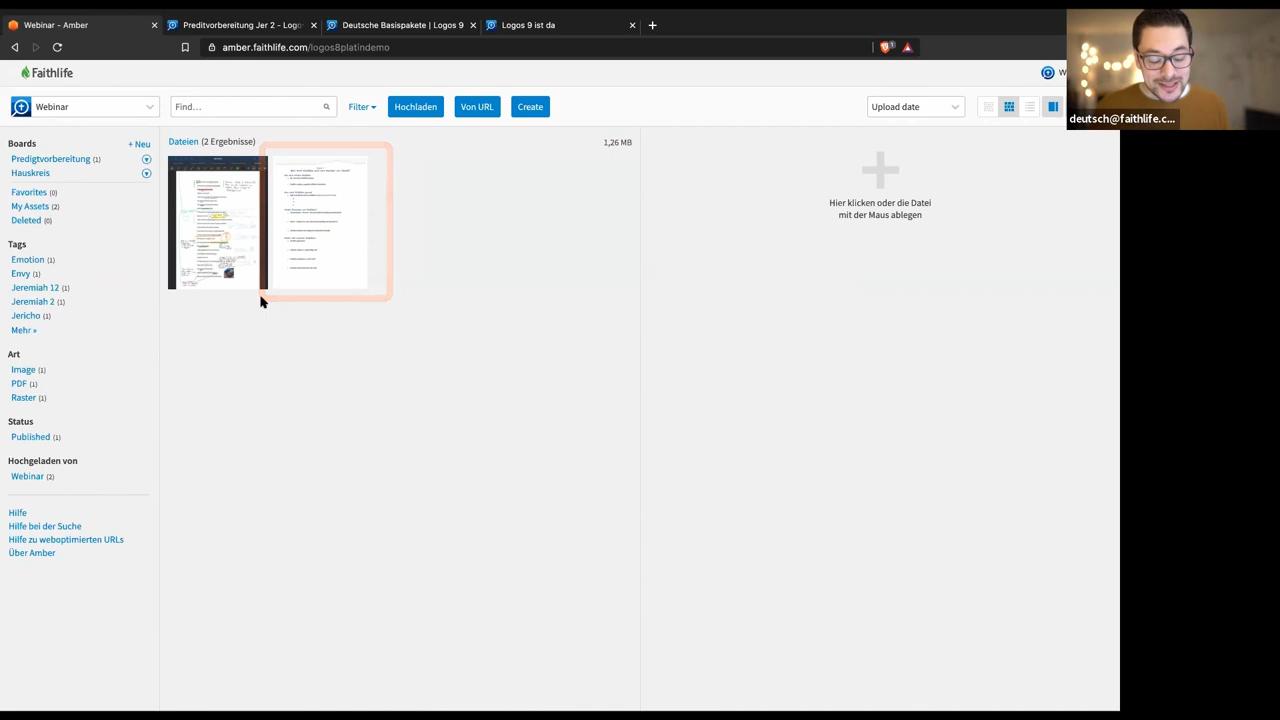 Webinar – Amber
Preditvorbereitung Jer 2 - Logo
Deutsche Basispakete | Logos 9
Logos 9 ist da
amber.faithlife.com/logos8platindemo
1
Faithlife
W
deutsch@faithlife.c...
Webinar
Find...
Filter
Hochladen
Von URL
Create
Upload date
Boards
+ Neu
Predigtvorbereitung (1)
Hauskreis
Favorites (0)
My Assets (2)
Deleted (0)
Tags
Emotion (1)
Envy (1)
Jeremiah 12 (1)
Jeremiah 2 (1)
Jericho (1)
Mehr »
Art
Image (1)
PDF (1)
Raster (1)
Status
Published (1)
Hochgeladen von
Webinar (2)
Hilfe
Hilfe bei der Suche
Hilfe zu weboptimierten URLs
Über Amber
Dateien (2 Ergebnisse)
1,26 MB
Hier klicken oder die Datei
mit der Maus ablegen